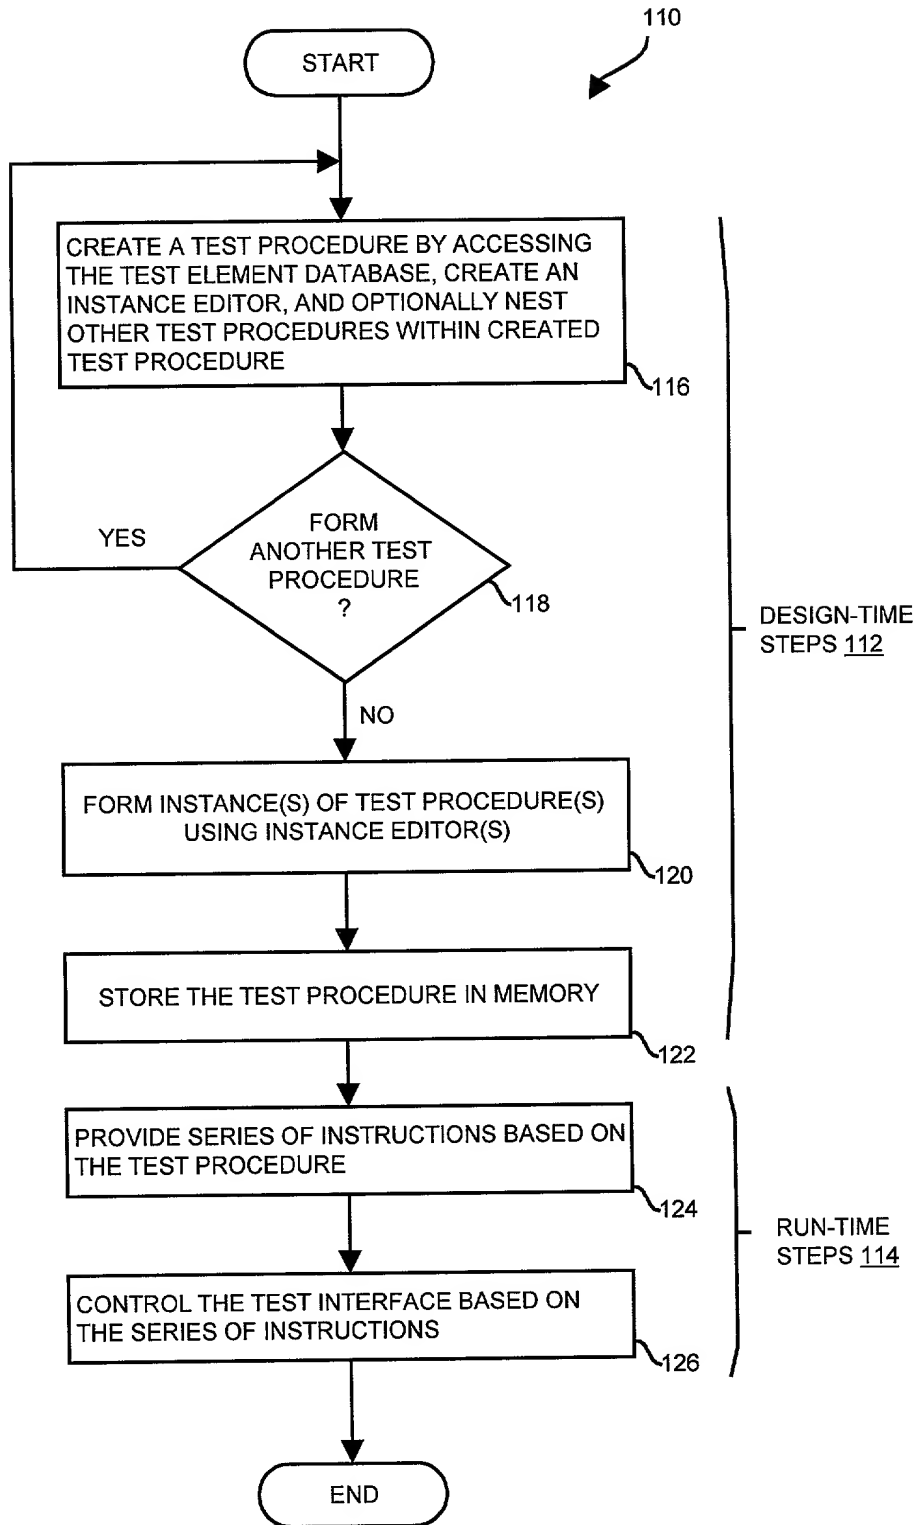 110
START
CREATE A TEST PROCEDURE BY ACCESSING
THE TEST ELEMENT DATABASE, CREATE AN
INSTANCE EDITOR, AND OPTIONALLY NEST
OTHER TEST PROCEDURES WITHIN CREATED
TEST PROCEDURE
116
YES
FORM
ANOTHER TEST
PROCEDURE
?
118
DESIGN-TIME
STEPS 112
NO
FORM INSTANCE(S) OF TEST PROCEDURE(S)
USING INSTANCE EDITOR(S)
120
STORE THE TEST PROCEDURE IN MEMORY
122
PROVIDE SERIES OF INSTRUCTIONS BASED ON
THE TEST PROCEDURE
124
RUN-TIME
STEPS 114
CONTROL THE TEST INTERFACE BASED ON
THE SERIES OF INSTRUCTIONS
126
END